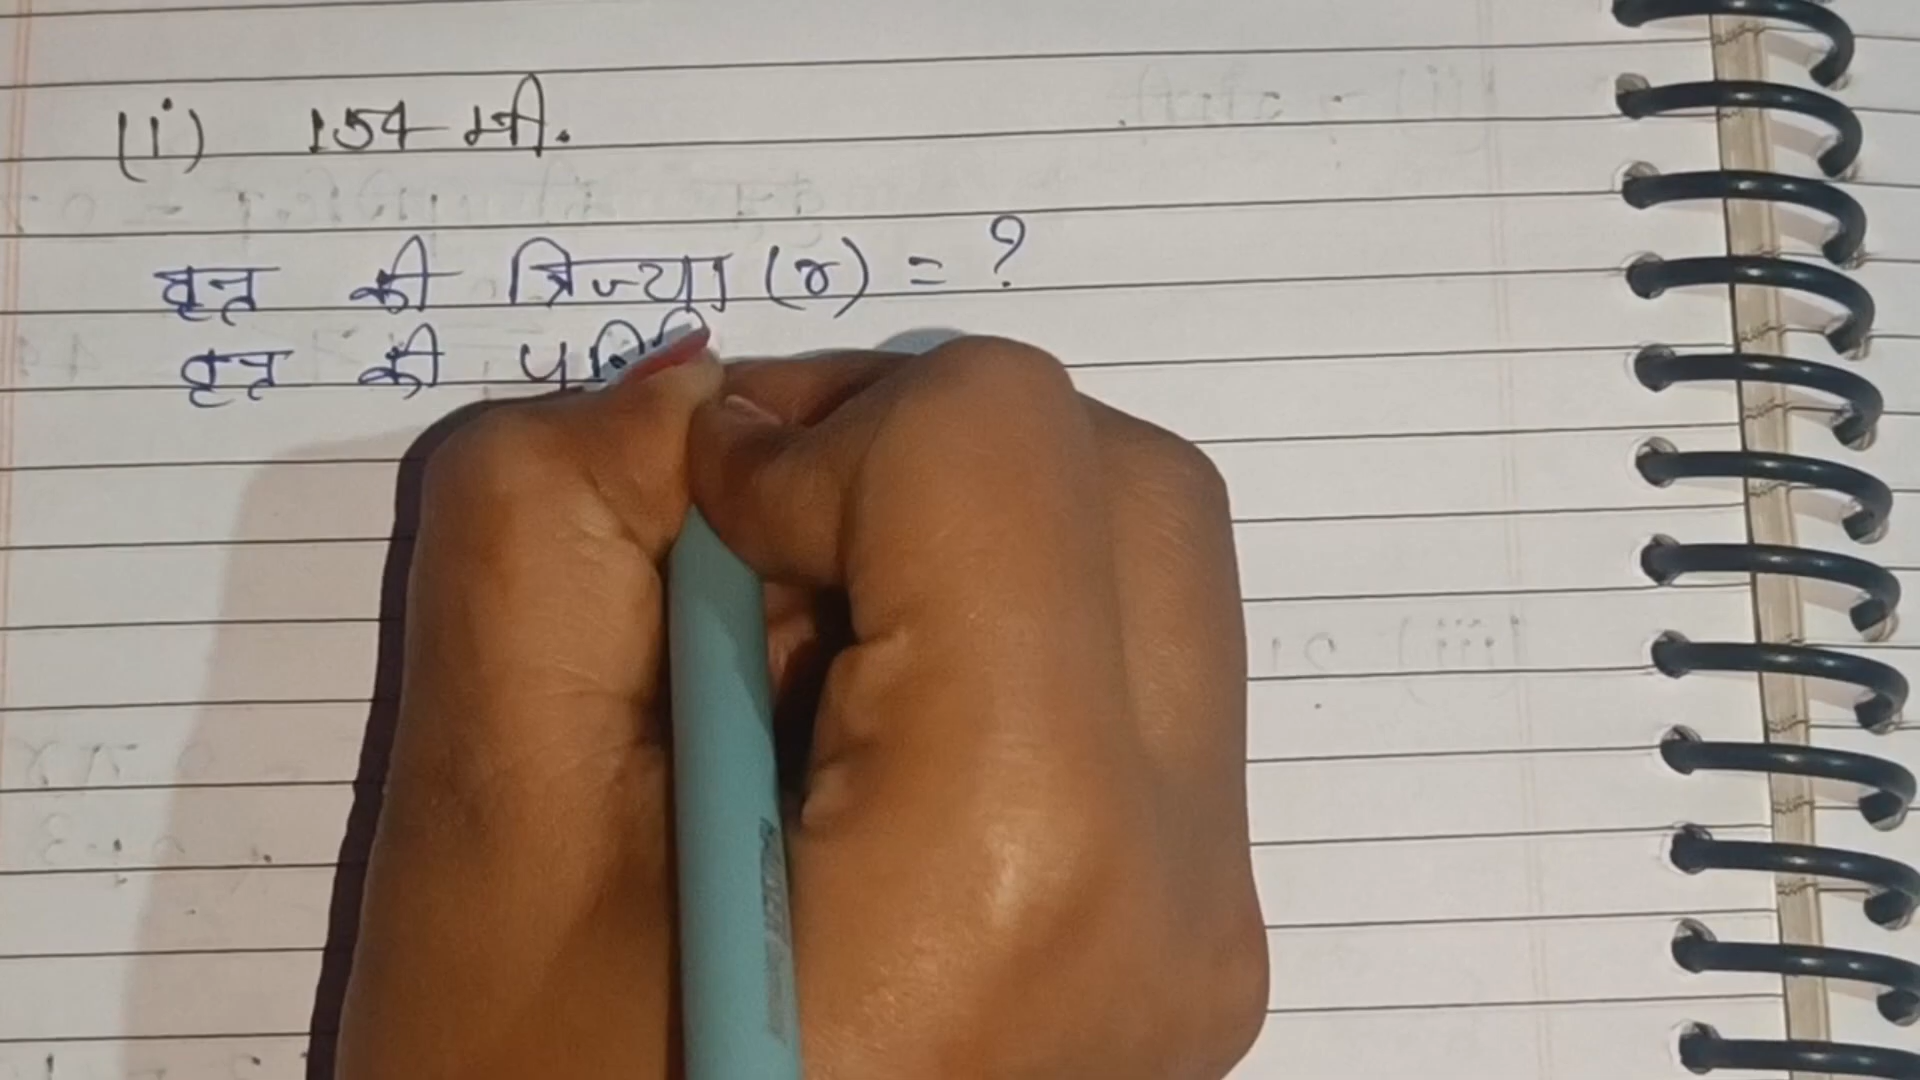 (i) 154 मी.
वृत्त की त्रिज्या (r) = ?
वृत्त की